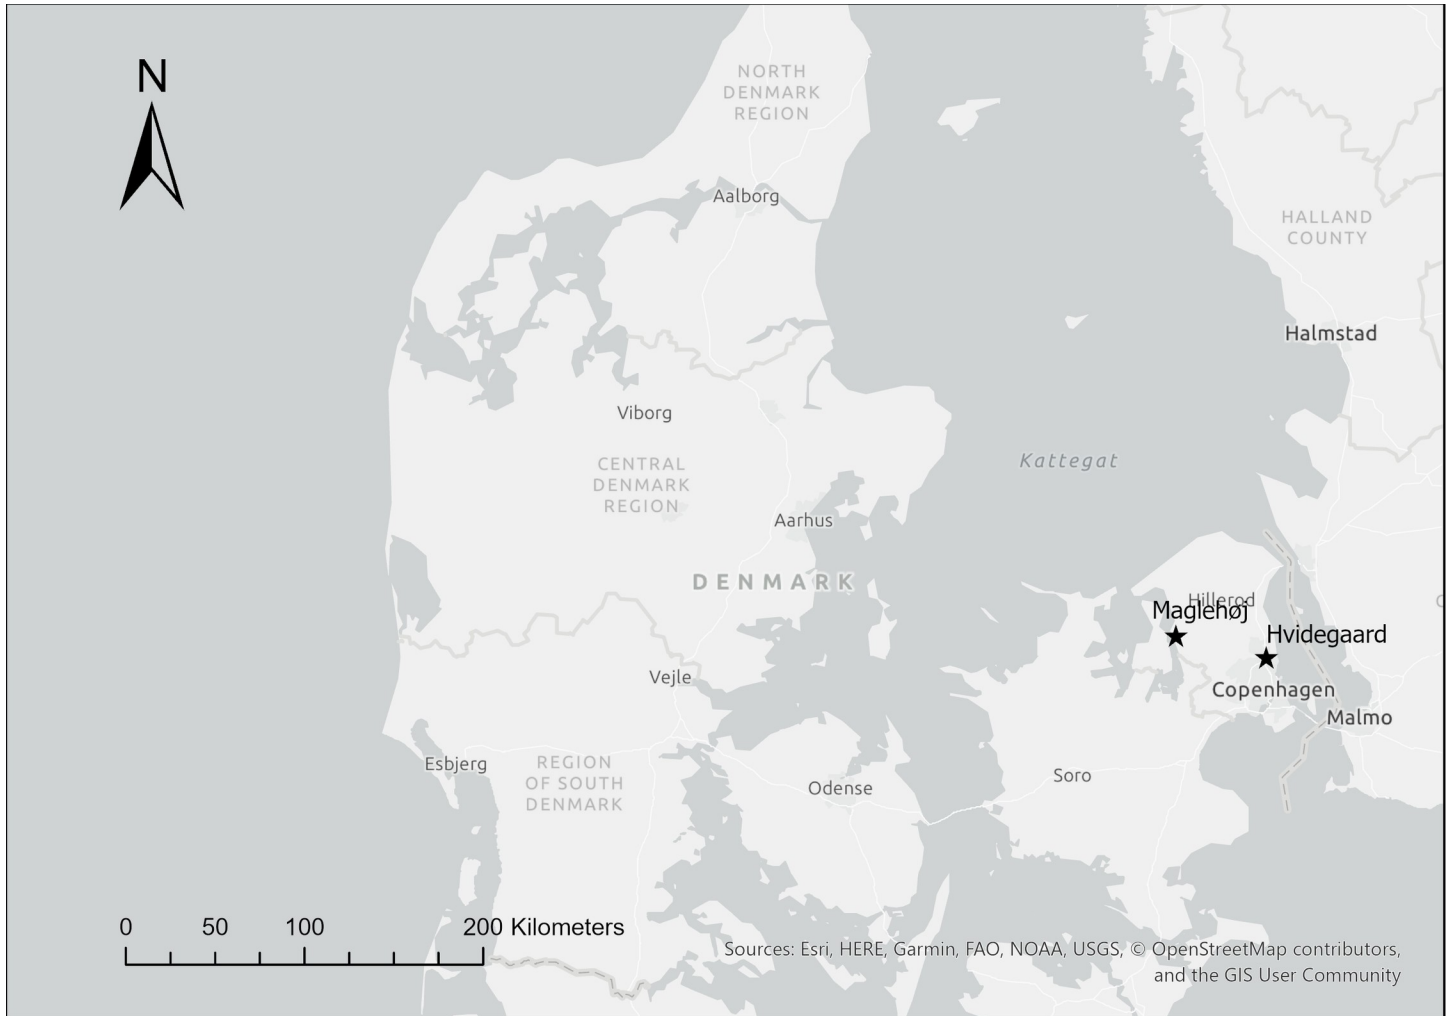 N
NORTH
DENMARK
REGION
Aalborg
HALLAND
COUNTY
Halmstad
Viborg
CENTRAL
DENMARK
REGION
Kattegat
Aarhus
DENMARK
Hillerod
Maglehøj
Hvidegaard
Vejle
Copenhagen
Malmo
Esbjerg
REGION
OF SOUTH
DENMARK
Odense
Soro
0 50 100 200 Kilometers
Sources: Esri, HERE, Garmin, FAO, NOAA, USGS, © OpenStreetMap contributors,
and the GIS User Community